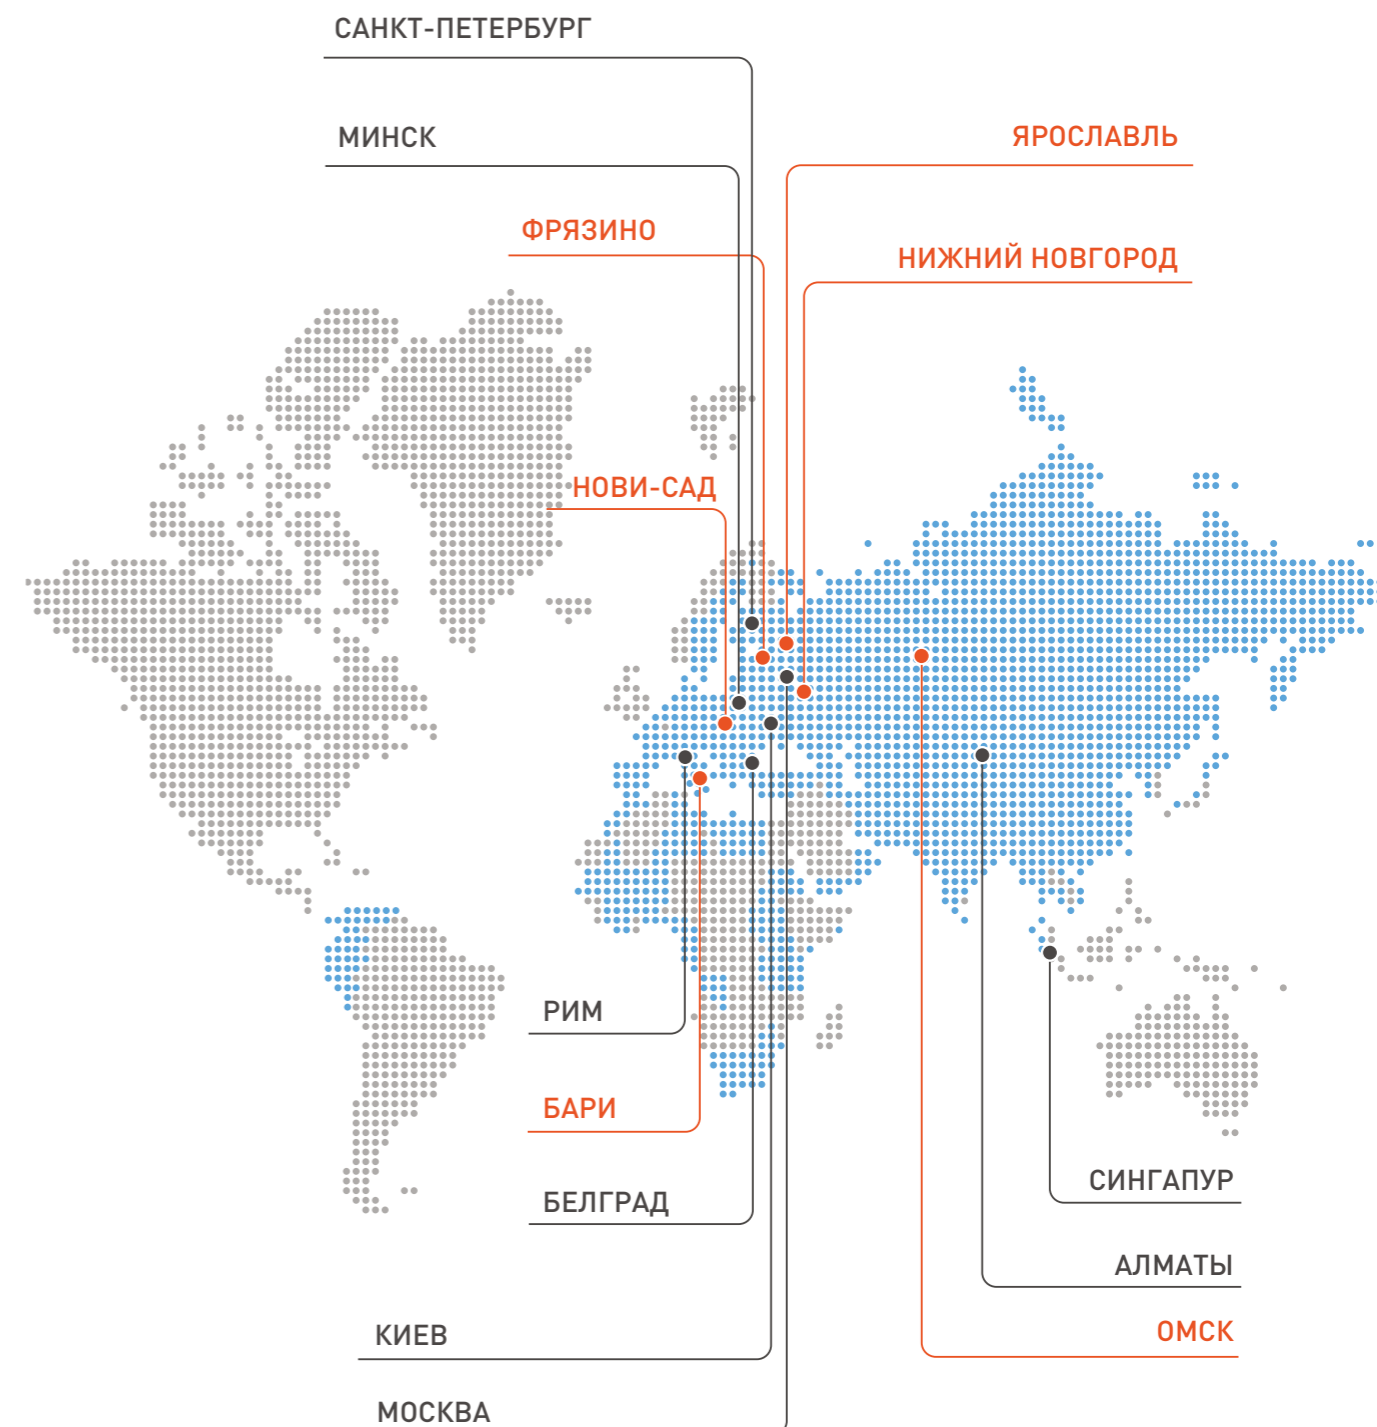 САНКТ-ПЕТЕРБУРГ
МИНСК
ЯРОСЛАВЛЬ
ФРЯЗИНО
НИЖНИЙ НОВГОРОД
НОВИ-САД
РИМ
БАРИ
СИНГАПУР
БЕЛГРАД
АЛМАТЫ
ОМСК
КИЕВ
МОСКВА